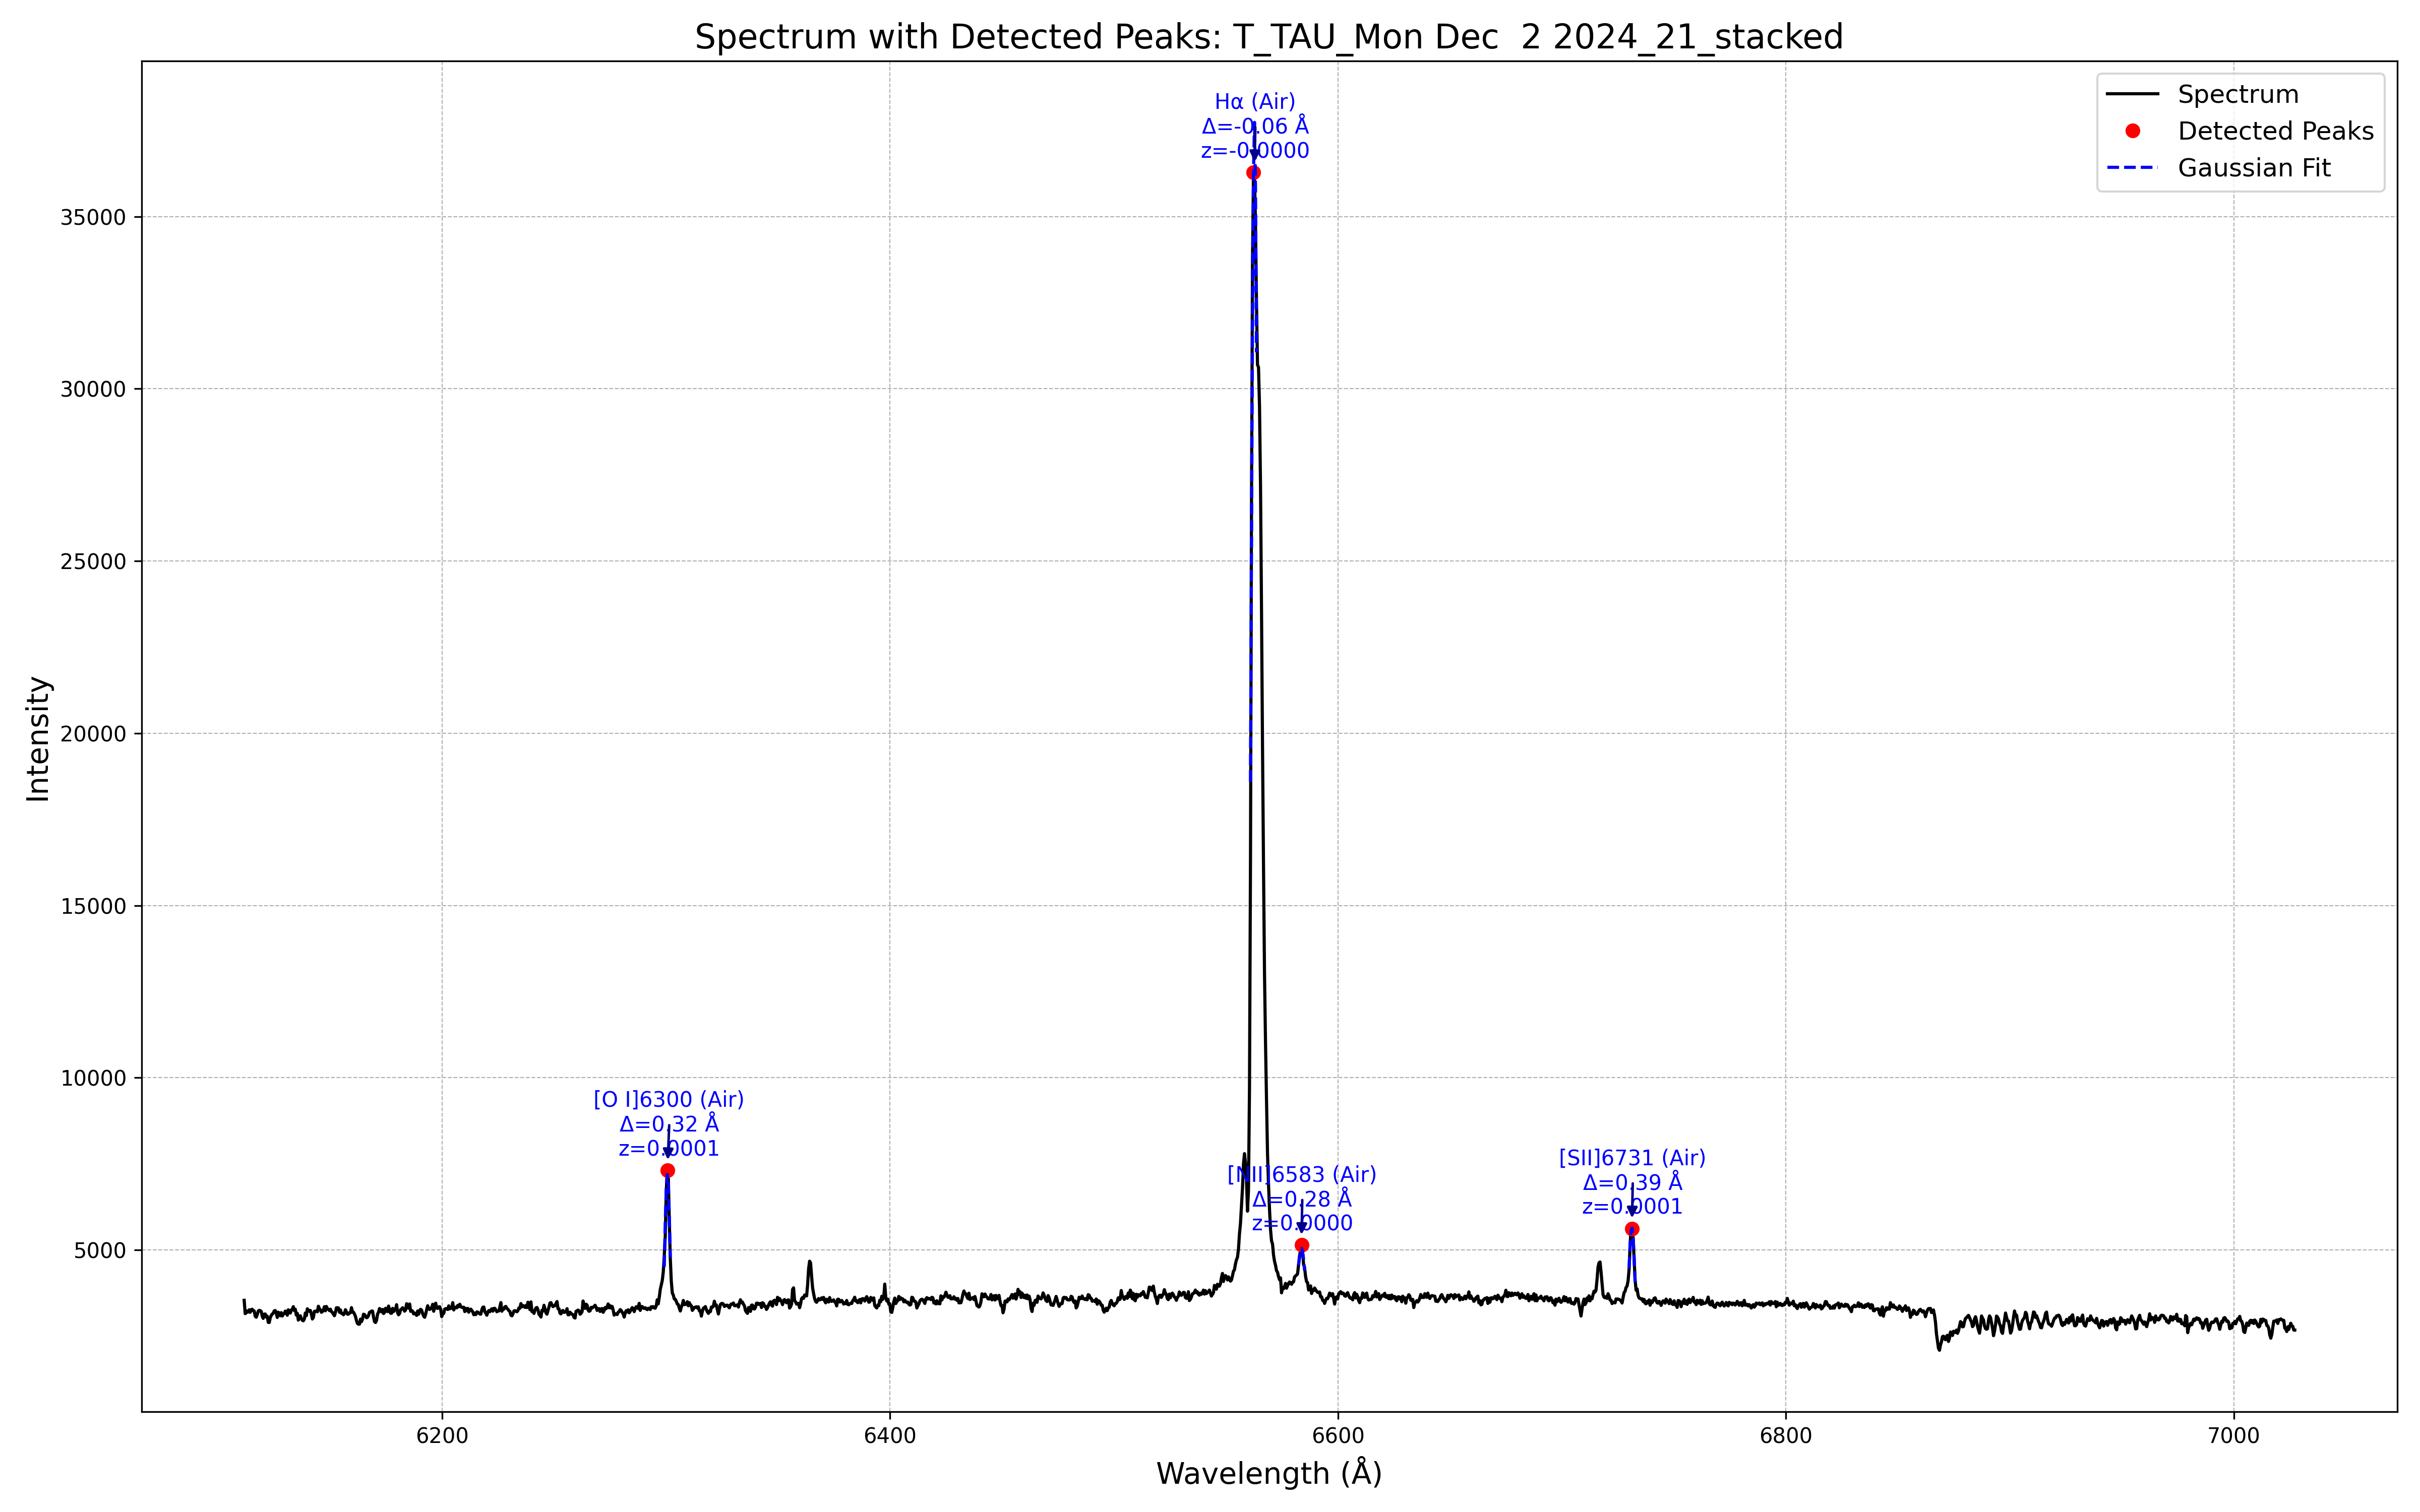 Spectrum with Detected Peaks: T_TAU_Mon Dec  2 2024_21_stacked
Spectrum
Detected Peaks
Gaussian Fit
Hα (Air)
Δ=-0.06 Å
z=-0.0000
[O I]6300 (Air)
Δ=0.32 Å
z=0.0001
[NII]6583 (Air)
Δ=0.28 Å
z=0.0000
[SII]6731 (Air)
Δ=0.39 Å
z=0.0001
Intensity
35000
30000
25000
20000
15000
10000
5000
6200
6400
6600
6800
7000
Wavelength (Å)